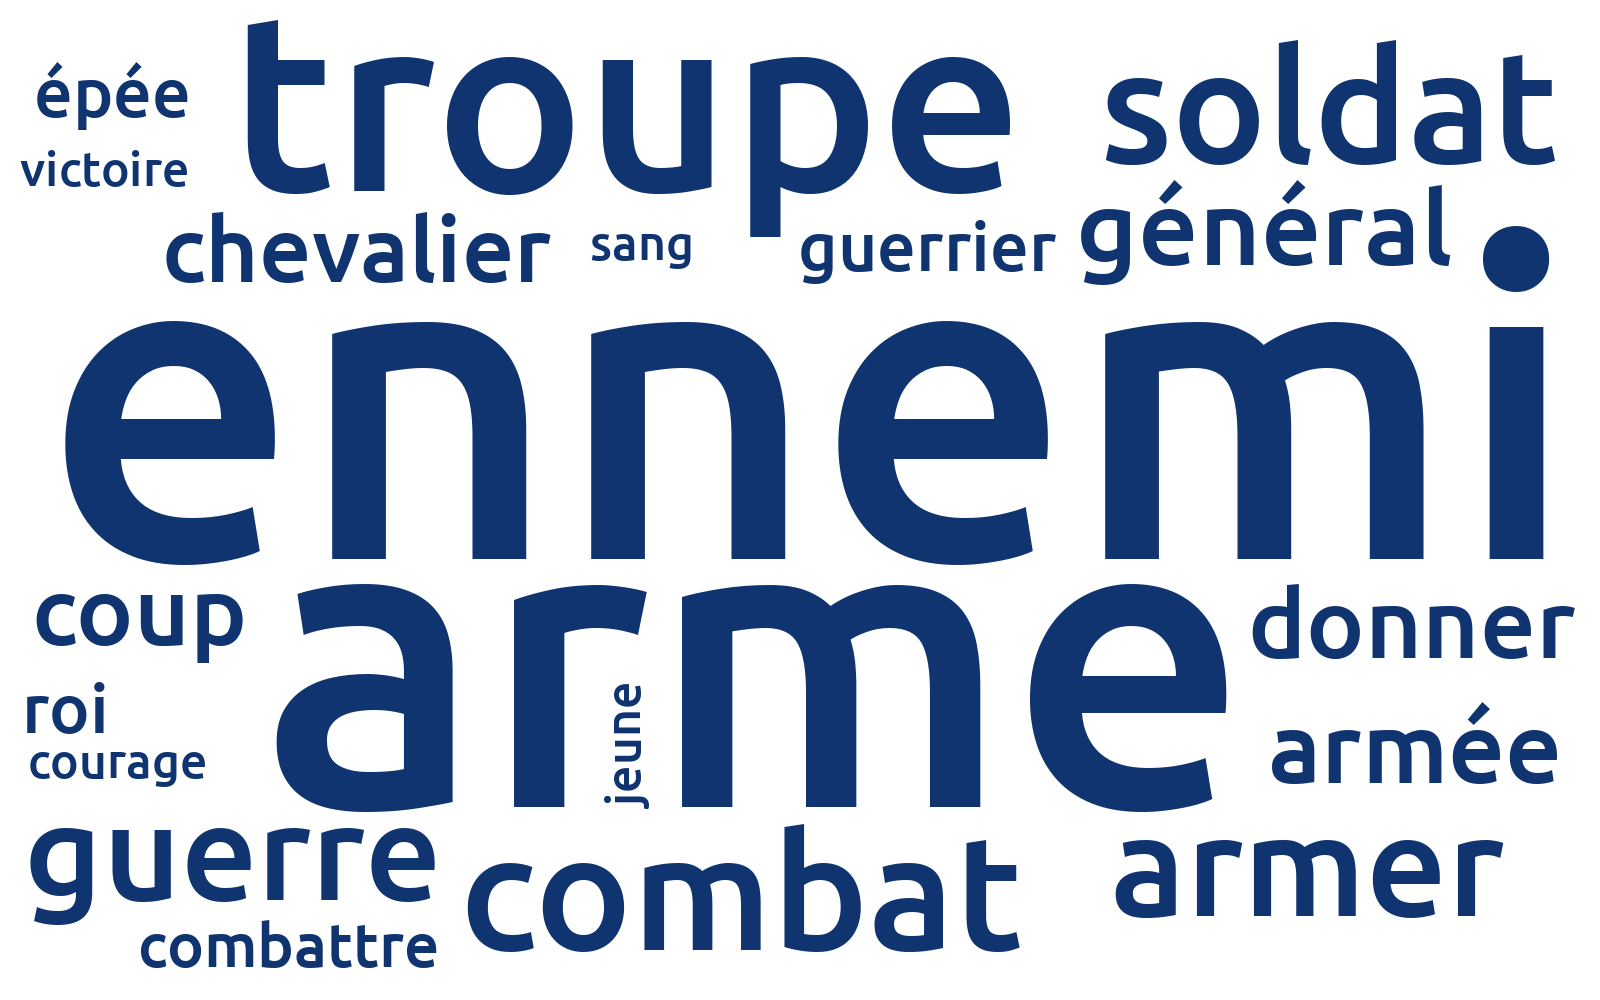 troupe
soldat
épée
victoire
chevalier
sang
guerrier
général
ennemi
coup
arme
donner
roi
courage
jeune
armée
guerre
combat
armer
combattre